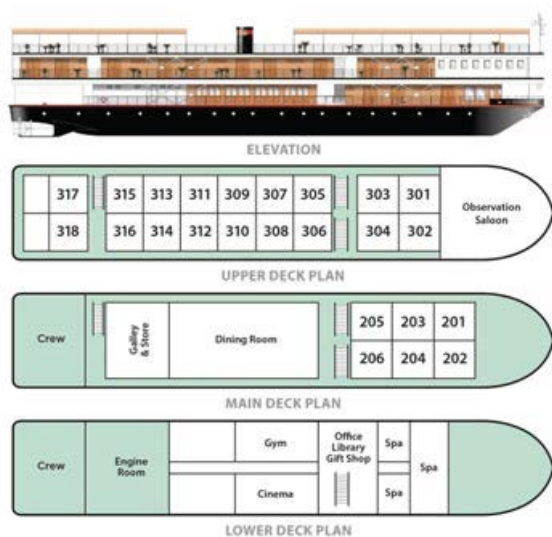 ELEVATION
317 315 313 311 309 307 305 303 301
Observation
Saloon
318 316 314 312 310 308 306 304 302
UPPER DECK PLAN
Crew
Galley
& Store
Dining Room
205 203 201
206 204 202
MAIN DECK PLAN
Crew
Engine
Room
Gym
Cinema
Office
Library
Gift Shop
Spa
Spa
Spa
LOWER DECK PLAN